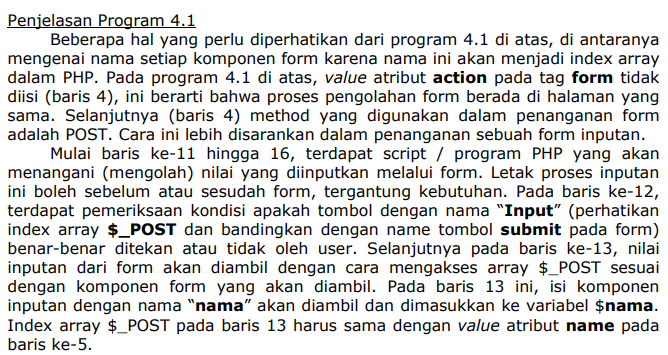 Penjelasan Program 4.1
Beberapa hal yang perlu diperhatikan dari program 4.1 di atas, di antaranya
mengenai nama setiap komponen form karena nama ini akan menjadi index array
dalam PHP. Pada program 4.1 di atas, value atribut action pada tag form tidak
diisi (baris 4), ini berarti bahwa proses pengolahan form berada di halaman yang
sama. Selanjutnya (baris 4) method yang digunakan dalam penanganan form
adalah POST. Cara ini lebih disarankan dalam penanganan sebuah form inputan.
Mulai baris ke-11 hingga 16, terdapat script / program PHP yang akan
menangani (mengolah) nilai yang diinputkan melalui form. Letak proses inputan
ini boleh sebelum atau sesudah form, tergantung kebutuhan. Pada baris ke-12,
terdapat pemeriksaan kondisi apakah tombol dengan nama “Input” (perhatikan
index array $_POST dan bandingkan dengan name tombol submit pada form)
benar-benar ditekan atau tidak oleh user. Selanjutnya pada baris ke-13, nilai
inputan dari form akan diambil dengan cara mengakses array $_POST sesuai
dengan komponen form yang akan diambil. Pada baris 13 ini, isi komponen
inputan dengan nama “nama” akan diambil dan dimasukkan ke variabel $nama.
Index array $_POST pada baris 13 harus sama dengan value atribut name pada
baris ke-5.